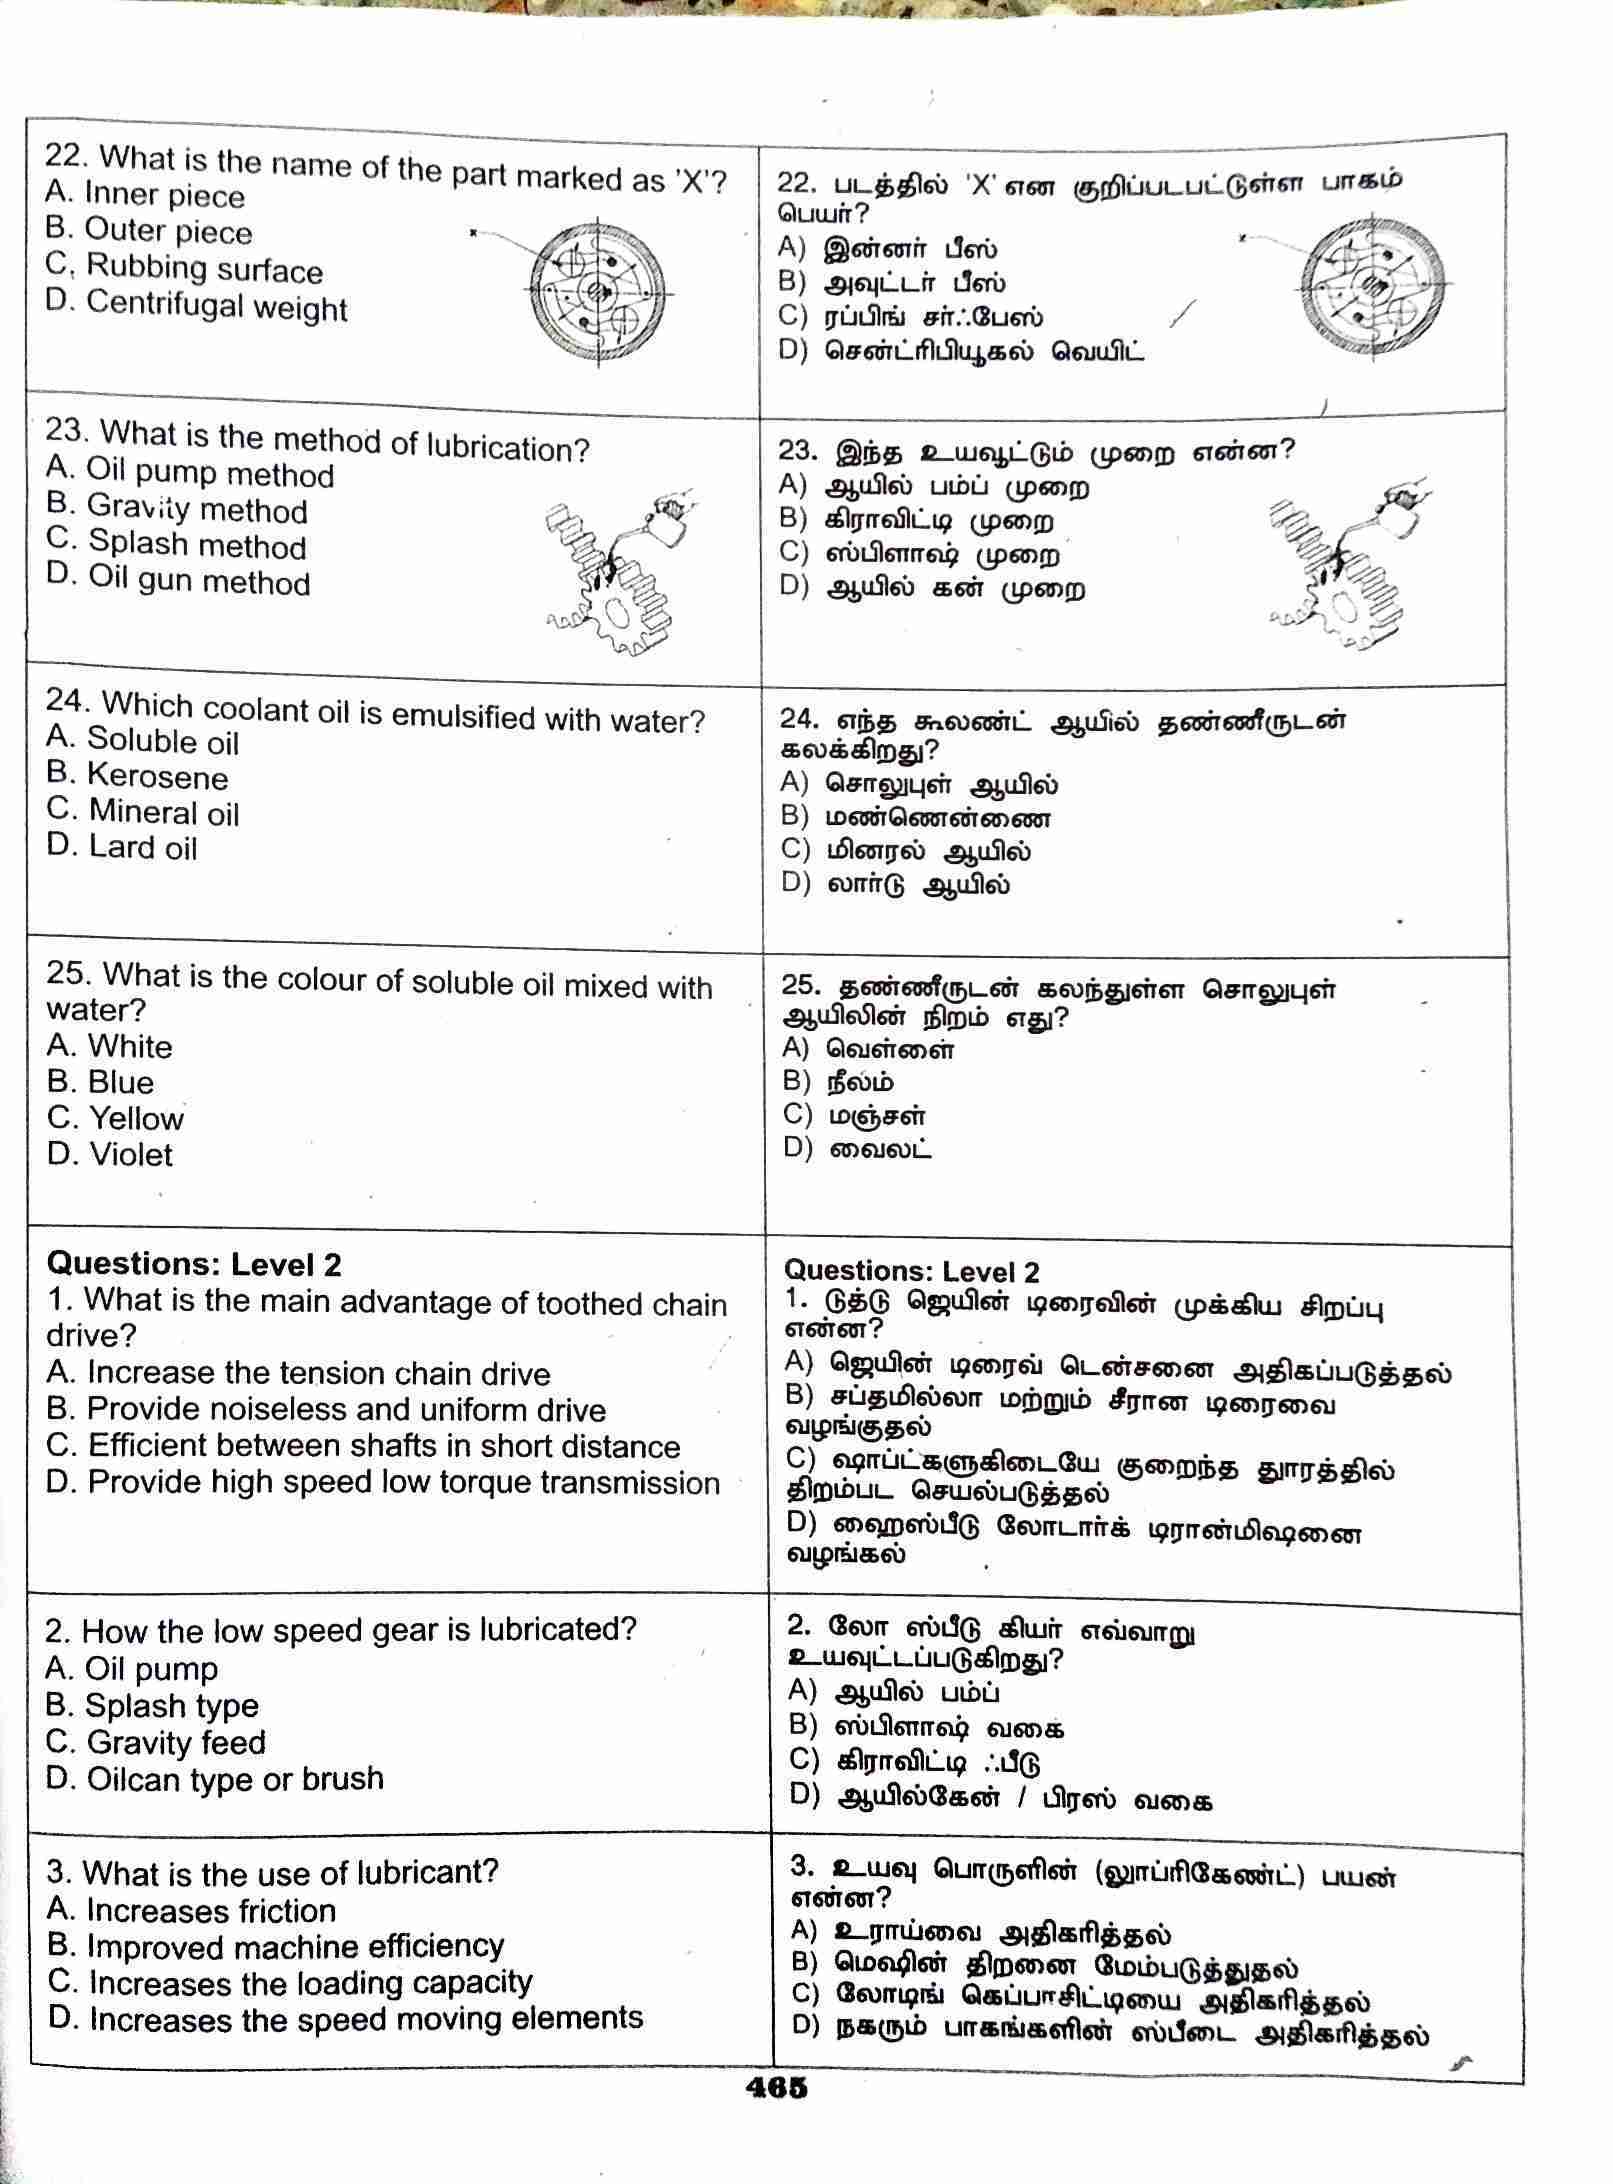 22. What is the name of the part marked as 'X'?
A. Inner piece
B. Outer piece
C. Rubbing surface
D. Centrifugal weight
x
22. படத்தில் 'X' என குறிப்படபட்டுள்ள பாகம்
பெயர்?
A) இன்னர் பீஸ்
B) அவுட்டர் பீஸ்
C) ரப்பிங் சர்ஃபேஸ்
D) சென்ட்ரிபியூகல் வெயிட்
x
23. What is the method of lubrication?
A. Oil pump method
B. Gravity method
C. Splash method
D. Oil gun method
23. இந்த உயவூட்டும் முறை என்ன?
A) ஆயில் பம்ப் முறை
B) கிராவிட்டி முறை
C) ஸ்பிளாஷ் முறை
D) ஆயில் கன் முறை
24. Which coolant oil is emulsified with water?
A. Soluble oil
B. Kerosene
C. Mineral oil
D. Lard oil
24. எந்த கூலண்ட் ஆயில் தண்ணீருடன்
கலக்கிறது?
A) சொலுபுள் ஆயில்
B) மண்ணெண்ணை
C) மினரல் ஆயில்
D) லார்டு ஆயில்
25. What is the colour of soluble oil mixed with
water?
A. White
B. Blue
C. Yellow
D. Violet
25. தண்ணீருடன் கலந்துள்ள சொலுபுள்
ஆயிலின் நிறம் எது?
A) வெள்ளை
B) நீலம்
C) மஞ்சள்
D) வைலட்
Questions: Level 2
1. What is the main advantage of toothed chain
drive?
A. Increase the tension chain drive
B. Provide noiseless and uniform drive
C. Efficient between shafts in short distance
D. Provide high speed low torque transmission
Questions: Level 2
1. டுத்டு ஜெயின் டிரைவின் முக்கிய சிறப்பு
என்ன?
A) ஜெயின் டிரைவ் டென்சனை அதிகப்படுத்தல்
B) சப்தமில்லா மற்றும் சீரான டிரைவை
வழங்குதல்
C) ஷாப்ட்களுகிடையே குறைந்த துாரத்தில்
திறம்பட செயல்படுத்தல்
D) ஹைஸ்பீடு லோடார்க் டிரான்மிஷனை
வழங்கல்
2. How the low speed gear is lubricated?
A. Oil pump
B. Splash type
C. Gravity feed
D. Oilcan type or brush
2. லோ ஸ்பீடு கியர் எவ்வாறு
உயவுட்டப்படுகிறது?
A) ஆயில் பம்ப்
B) ஸ்பிளாஷ் வகை
C) கிராவிட்டி ஃபீடு
D) ஆயில்கேன் / பிரஸ் வகை
3. What is the use of lubricant?
A. Increases friction
B. Improved machine efficiency
C. Increases the loading capacity
D. Increases the speed moving elements
3. உயவு பொருளின் (லுாப்ரிகேண்ட்) பயன்
என்ன?
A) உராய்வை அதிகரித்தல்
B) மெஷின் திறனை மேம்படுத்துதல்
C) லோடிங் கெப்பாசிட்டியை அதிகரித்தல்
D) நகரும் பாகங்களின் ஸ்பீடை அதிகரித்தல்
465